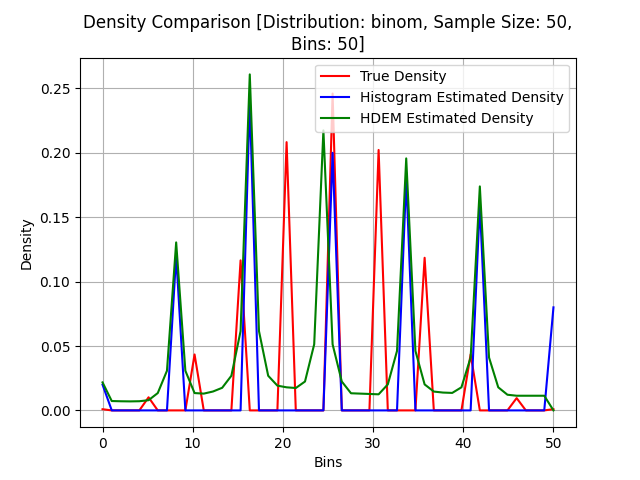 Density Comparison [Distribution: binom, Sample Size: 50,
Bins: 50]
True Density
Histogram Estimated Density
HDEM Estimated Density
Density
0.25
0.20
0.15
0.10
0.05
0.00
0 10 20 30 40 50
Bins